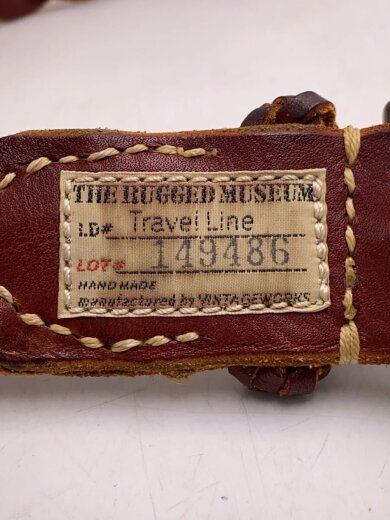 THE RUGGED MUSEUM
I.D# Travel Line
LOT# 149486
HAND MADE
manufactured by VINTAGEWORKS.